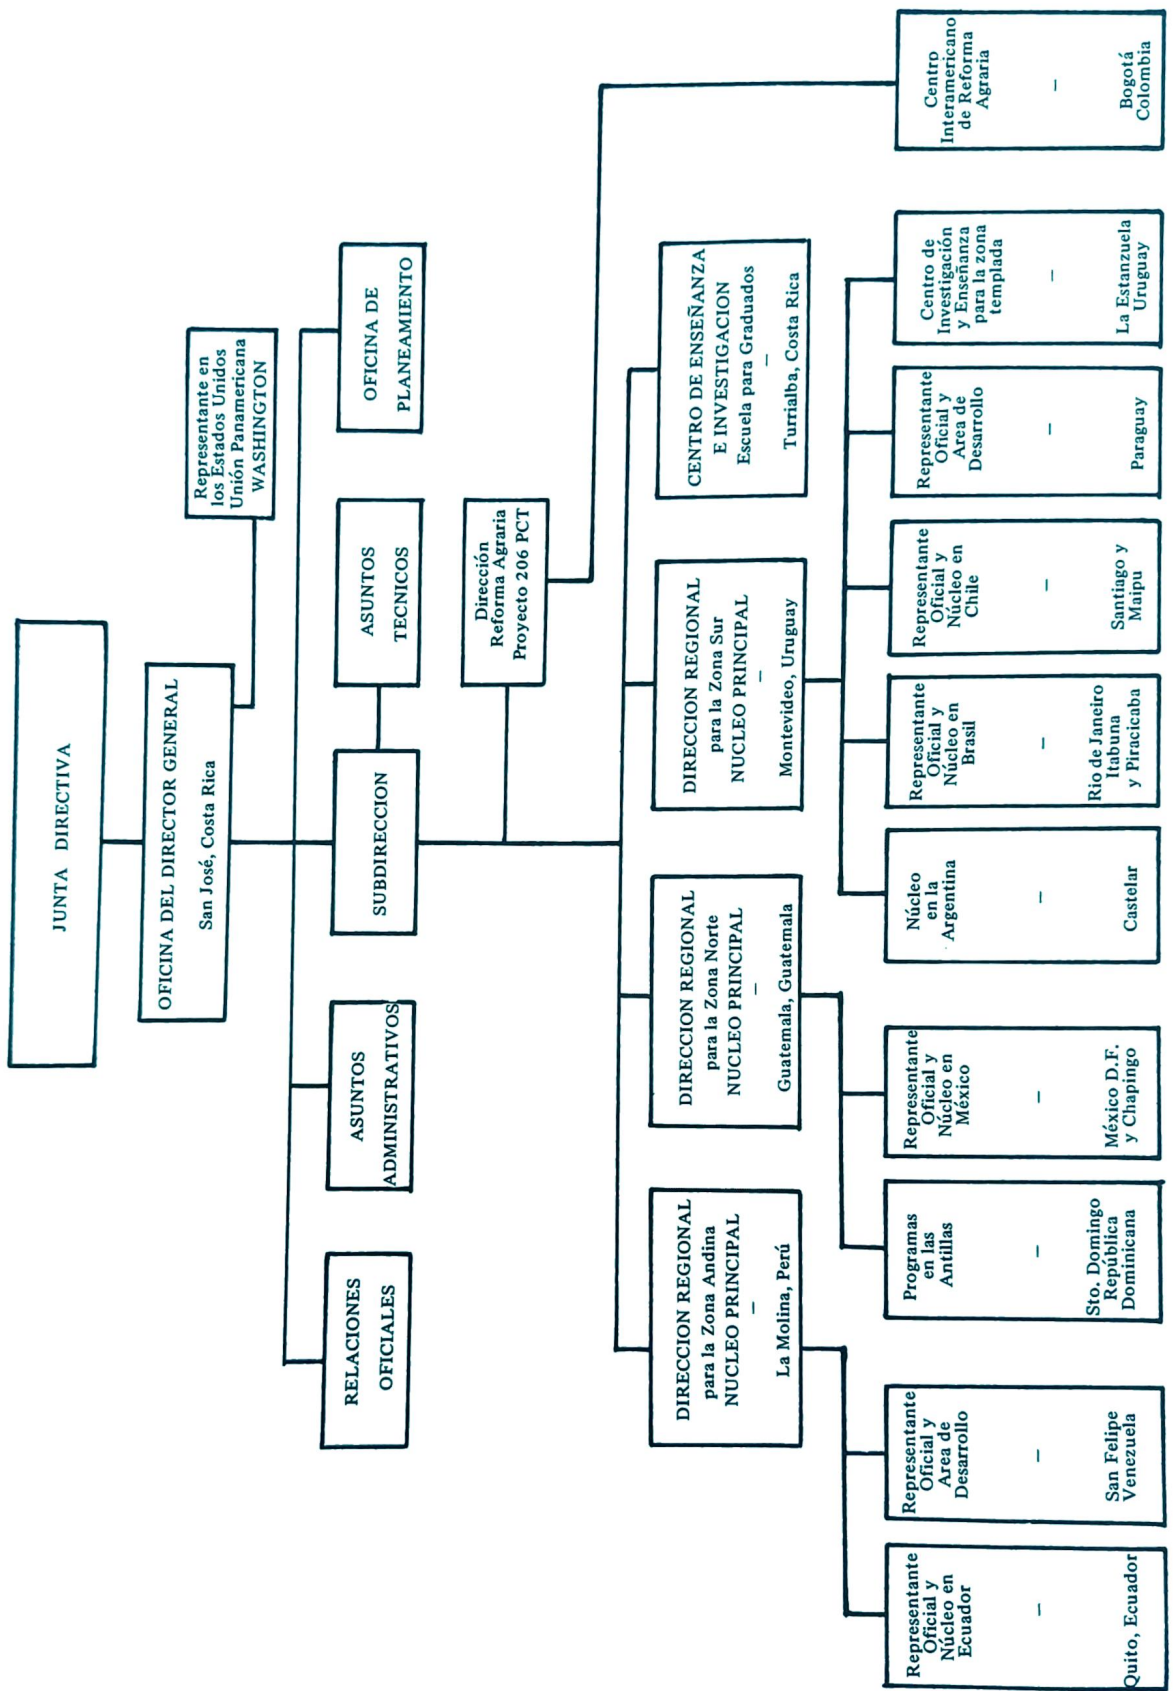 JUNTA DIRECTIVA
OFICINA DEL DIRECTOR GENERAL
San José, Costa Rica
Representante en
los Estados Unidos
Unión Panamericana
WASHINGTON
RELACIONES
OFICIALES
ASUNTOS
ADMINISTRATIVOS
SUBDIRECCION
ASUNTOS
TECNICOS
OFICINA DE
PLANEAMIENTO
Dirección
Reforma Agraria
Proyecto 206 PCT
DIRECCION REGIONAL
para la Zona Andina
NUCLEO PRINCIPAL
–
La Molina, Perú
DIRECCION REGIONAL
para la Zona Norte
NUCLEO PRINCIPAL
–
Guatemala, Guatemala
DIRECCION REGIONAL
para la Zona Sur
NUCLEO PRINCIPAL
–
Montevideo, Uruguay
CENTRO DE ENSEÑANZA
E INVESTIGACION
Escuela para Graduados
–
Turrialba, Costa Rica
Representante
Oficial y
Núcleo en
Ecuador
–
Quito, Ecuador
Representante
Oficial y
Area de
Desarrollo
–
San Felipe
Venezuela
Programas
en las
Antillas
–
Sto. Domingo
República
Dominicana
Representante
Oficial y
Núcleo en
México
–
México D.F.
y Chapingo
Núcleo
en la
Argentina
–
Castelar
Representante
Oficial y
Núcleo en
Brasil
–
Rio de Janeiro
Itabuna
y Piracicaba
Representante
Oficial y
Núcleo en
Chile
–
Santiago y
Maipu
Representante
Oficial y
Area de
Desarrollo
–
Paraguay
Centro de
Investigación
y Enseñanza
para la zona
templada
–
La Estanzuela
Uruguay
Centro
Interamericano
de Reforma
Agraria
–
Bogotá
Colombia